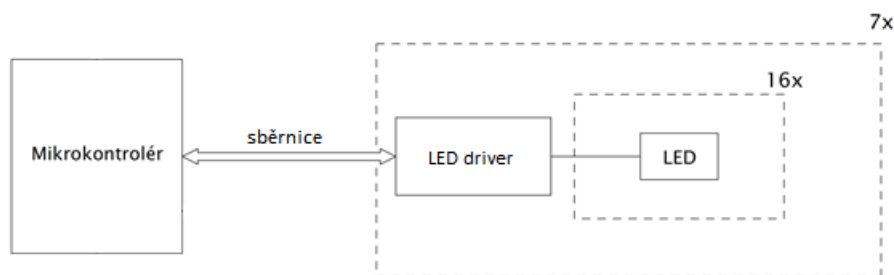 7x
16x
sběrnice
Mikrokontrolér
LED driver
LED